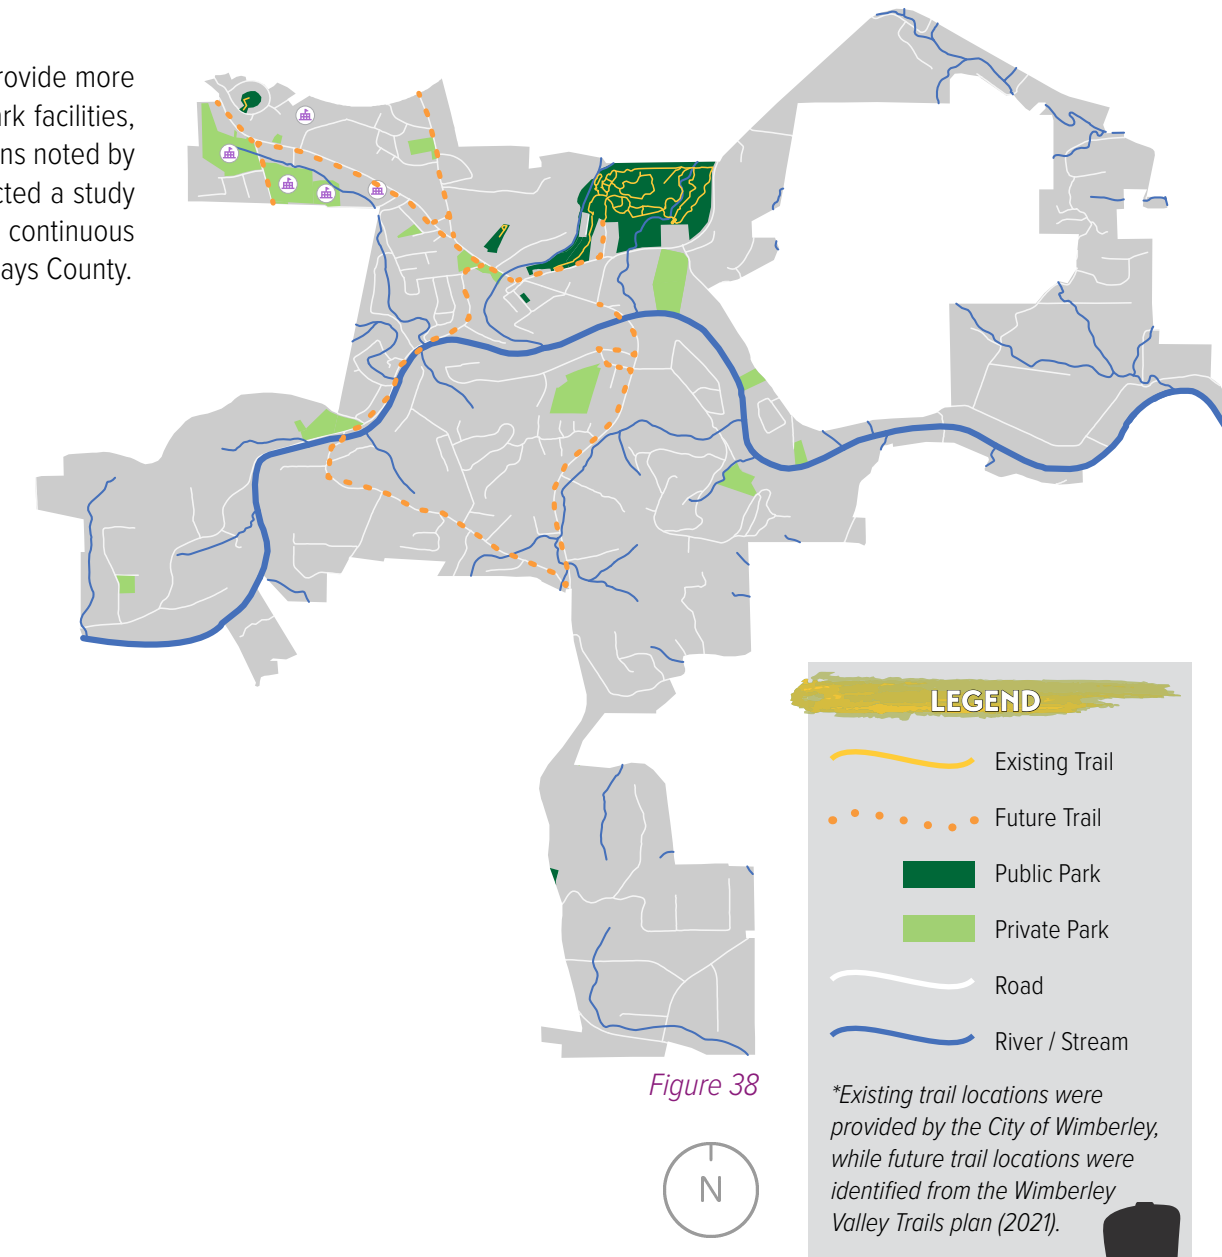 rovide more
ark facilities,
ns noted by
cted a study
continuous
ays County.
LEGEND
Existing Trail
Future Trail
Public Park
Private Park
Road
River / Stream
*Existing trail locations were
provided by the City of Wimberley,
while future trail locations were
identified from the Wimberley
Valley Trails plan (2021).
Figure 38
N